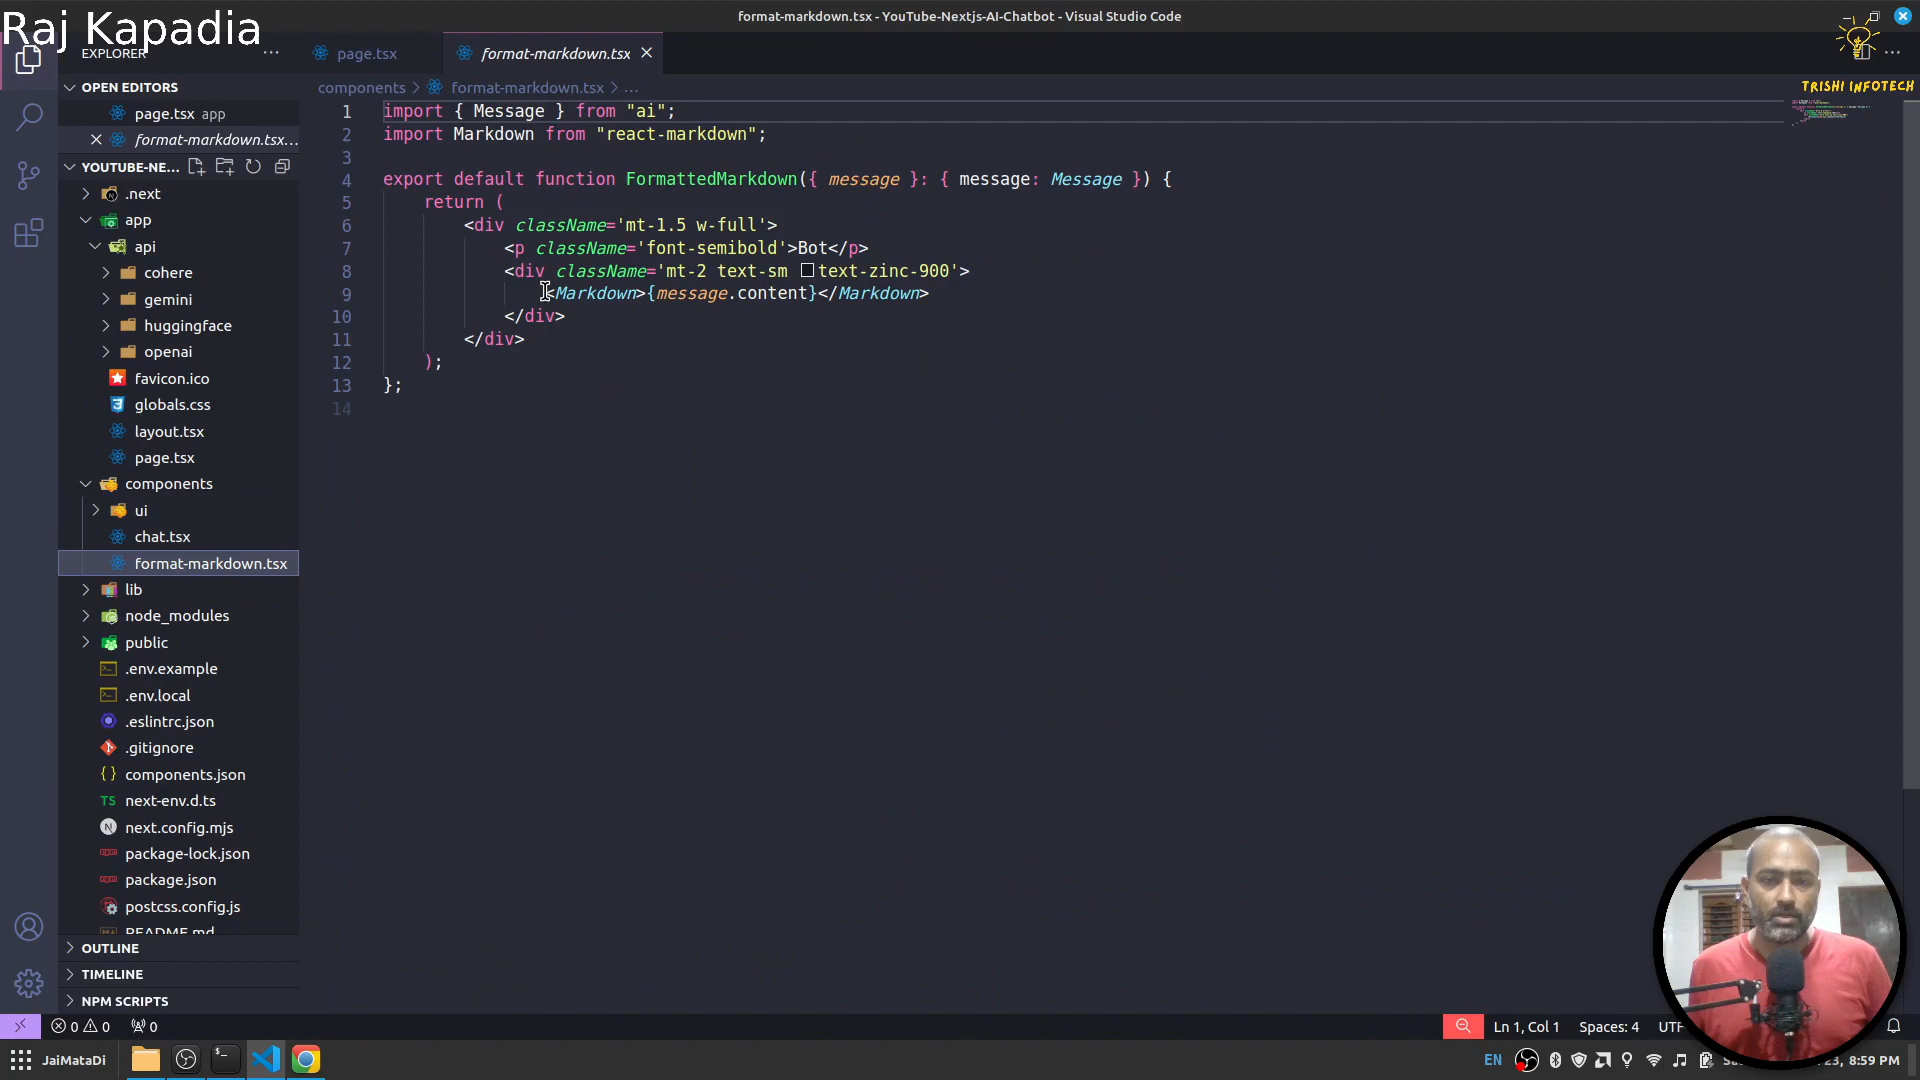 format-markdown.tsx - YouTube-Nextjs-AI-Chatbot - Visual Studio Code
Raj Kapadia
EXPLORER
page.tsx
format-markdown.tsx
TRISHI INFOTECH
OPEN EDITORS
page.tsx app
format-markdown.tsx...
YOUTUBE-NE...
.next
app
api
cohere
gemini
huggingface
openai
favicon.ico
globals.css
layout.tsx
page.tsx
components
ui
chat.tsx
format-markdown.tsx
lib
node_modules
public
.env.example
.env.local
.eslintrc.json
.gitignore
components.json
TS next-env.d.ts
N next.config.mjs
package-lock.json
package.json
postcss.config.js
README.md
OUTLINE
TIMELINE
NPM SCRIPTS
components > format-markdown.tsx > ...
1 import { Message } from "ai";
2 import Markdown from "react-markdown";
3
4 export default function FormattedMarkdown({ message }: { message: Message }) {
5 return (
6 <div className='mt-1.5 w-full'>
7 <p className='font-semibold'>Bot</p>
8 <div className='mt-2 text-sm text-zinc-900'>
9 <Markdown>{message.content}</Markdown>
10 </div>
11 </div>
12 );
13 };
14
0 0 0
Ln 1, Col 1 Spaces: 4 UTF
JaiMataDi
EN
23, 8:59 PM